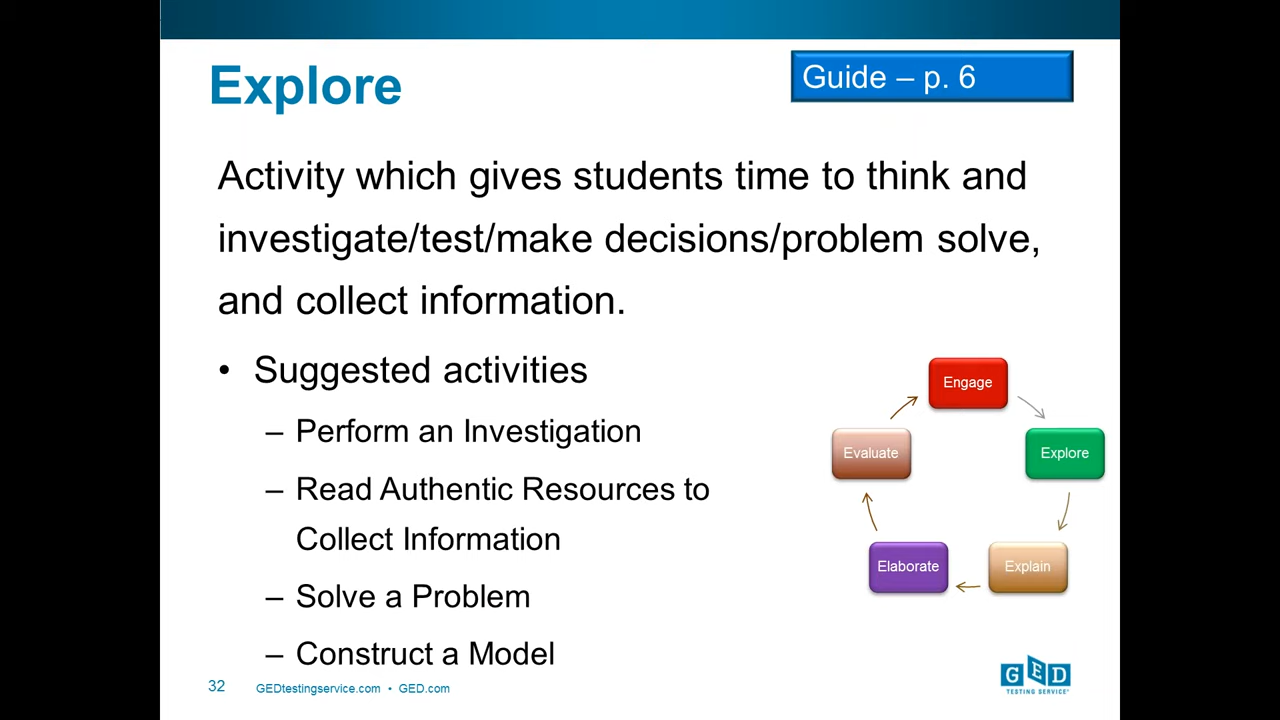 Explore
Guide – p. 6
Activity which gives students time to think and
investigate/test/make decisions/problem solve,
and collect information.
• Suggested activities
– Perform an Investigation
– Read Authentic Resources to
Collect Information
– Solve a Problem
– Construct a Model
Engage
Explore
Explain
Elaborate
Evaluate
32
GEDtestingservice.com • GED.com
GED
TESTING SERVICE®